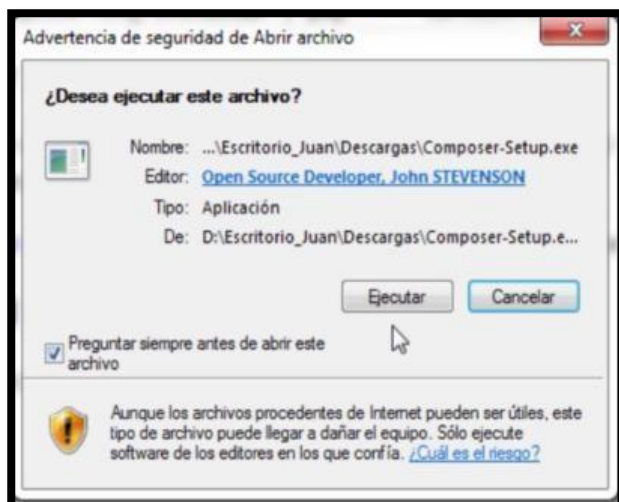 Advertencia de seguridad de Abrir archivo
¿Desea ejecutar este archivo?
Nombre: ...\Escritorio_Juan\Descargas\Composer-Setup.exe
Editor: Open Source Developer, John STEVENSON
Tipo: Aplicación
De: D:\Escritorio_Juan\Descargas\Composer-Setup.e...
Ejecutar Cancelar
Preguntar siempre antes de abrir este
archivo
Aunque los archivos procedentes de Internet pueden ser útiles, este
tipo de archivo puede llegar a dañar el equipo. Sólo ejecute
software de los editores en los que confía. ¿Cuál es el riesgo?